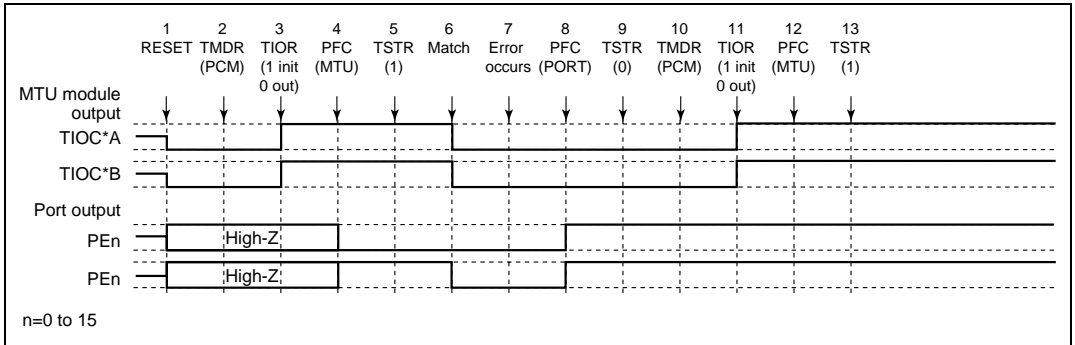 1 2 3 4 5 6 7 8 9 10 11 12 13
RESET TMDR TIOR PFC TSTR Match Error PFC TSTR TMDR TIOR PFC TSTR
(PCM) (1 init (MTU) (1) occurs (PORT) (0) (PCM) (1 init (MTU) (1)
0 out) 0 out)
MTU module
output
TIOC*A
TIOC*B
Port output
PEn High-Z
PEn High-Z
n=0 to 15